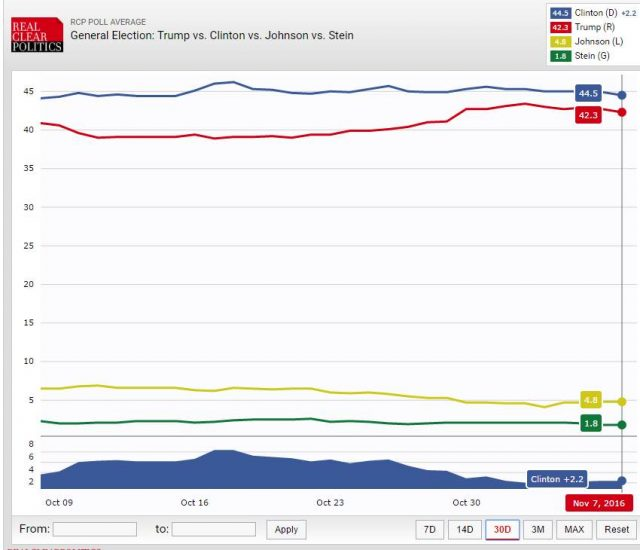 REAL
CLEAR
POLITICS
RCP POLL AVERAGE
General Election: Trump vs. Clinton vs. Johnson vs. Stein
44.5 Clinton (D) +2.2
42.3 Trump (R)
4.8 Johnson (L)
1.8 Stein (G)
45
40
35
30
25
20
15
10
5
44.5
42.3
4.8
1.8
8
6
4
2
Clinton +2.2
Oct 09 Oct 16 Oct 23 Oct 30 Nov 7, 2016
From: to: Apply 7D 14D 30D 3M MAX Reset